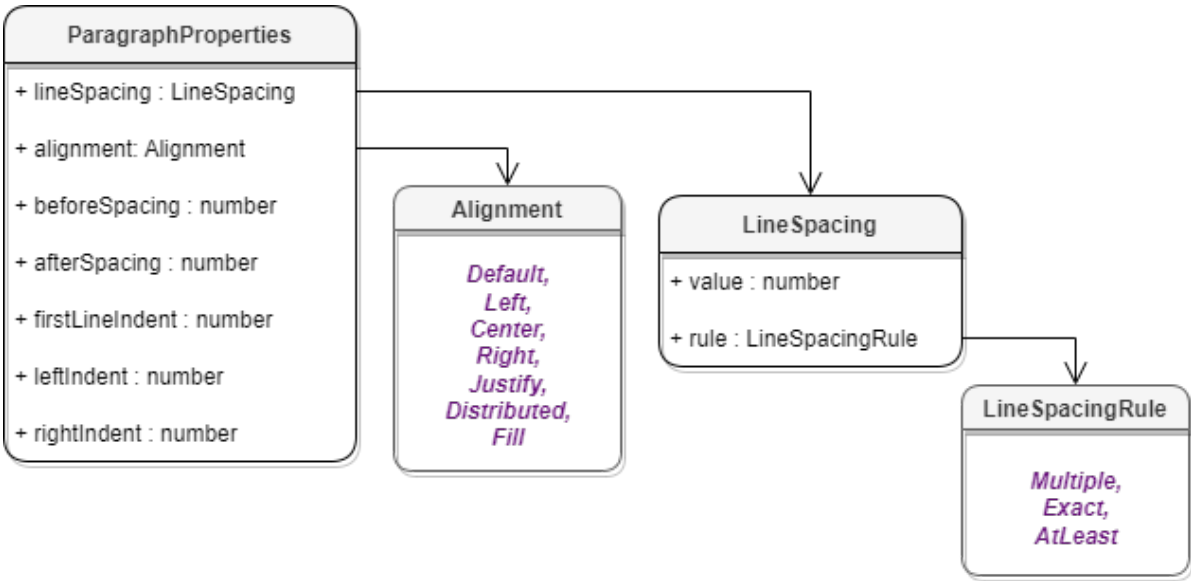 ParagraphProperties
+ lineSpacing : LineSpacing
+ alignment: Alignment
+ beforeSpacing : number
+ afterSpacing : number
+ firstLineIndent : number
+ leftIndent : number
+ rightIndent : number
Alignment
Default,
Left,
Center,
Right,
Justify,
Distributed,
Fill
LineSpacing
+ value : number
+ rule : LineSpacingRule
LineSpacingRule
Multiple,
Exact,
AtLeast